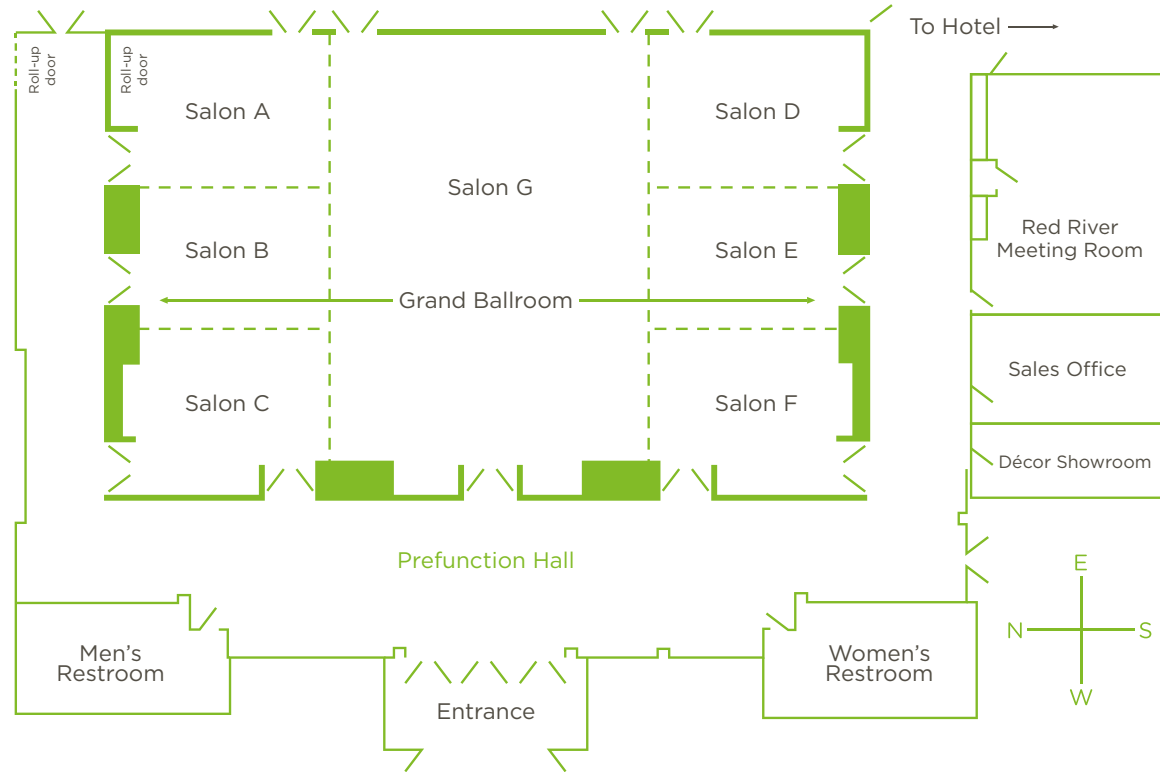 To Hotel
Roll-up
door
Roll-up
door
Salon A
Salon D
Salon G
Red River
Meeting Room
Salon B
Salon E
Grand Ballroom
Sales Office
Salon C
Salon F
Décor Showroom
Prefunction Hall
E
N
S
W
Men's
Restroom
Women's
Restroom
Entrance